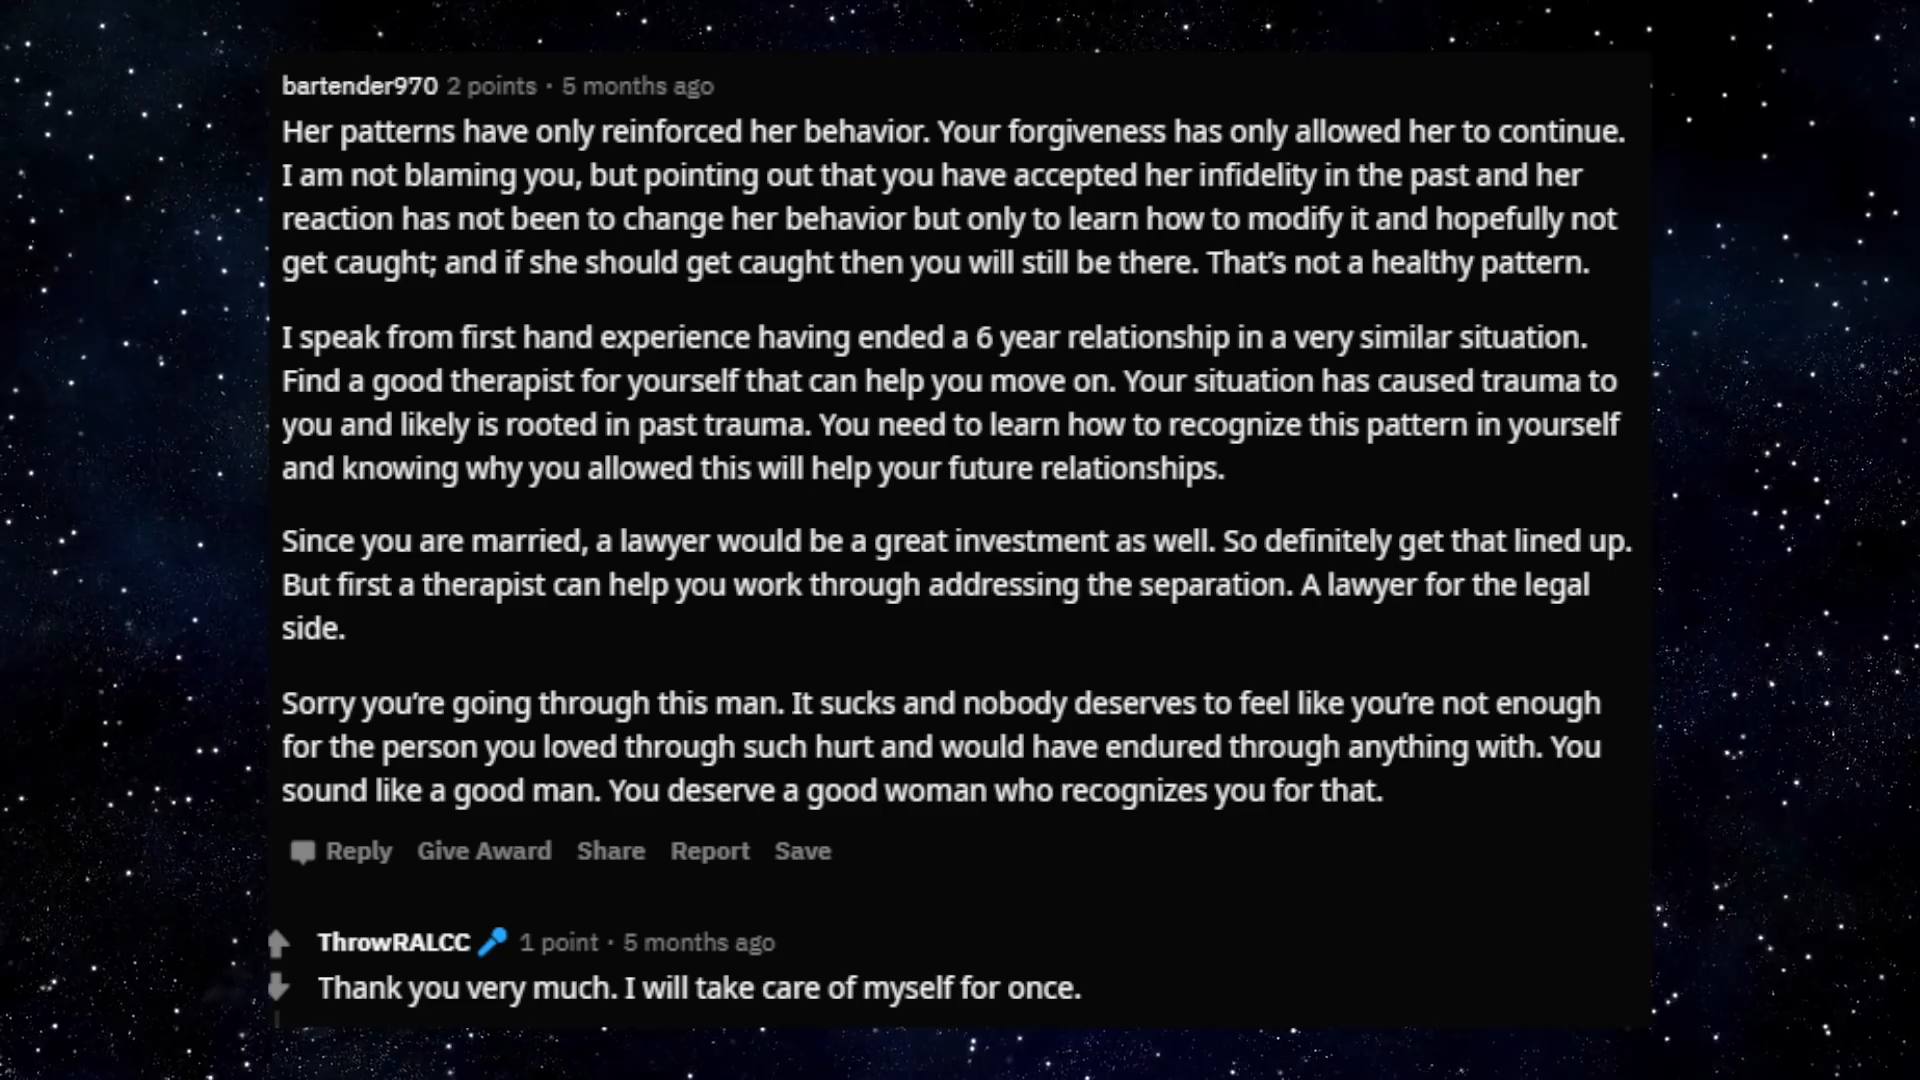 bartender970 2 points · 5 months ago
Her patterns have only reinforced her behavior. Your forgiveness has only allowed her to continue.
I am not blaming you, but pointing out that you have accepted her infidelity in the past and her
reaction has not been to change her behavior but only to learn how to modify it and hopefully not
get caught; and if she should get caught then you will still be there. That’s not a healthy pattern.
I speak from first hand experience having ended a 6 year relationship in a very similar situation.
Find a good therapist for yourself that can help you move on. Your situation has caused trauma to
you and likely is rooted in past trauma. You need to learn how to recognize this pattern in yourself
and knowing why you allowed this will help your future relationships.
Since you are married, a lawyer would be a great investment as well. So definitely get that lined up.
But first a therapist can help you work through addressing the separation. A lawyer for the legal
side.
Sorry you’re going through this man. It sucks and nobody deserves to feel like you’re not enough
for the person you loved through such hurt and would have endured through anything with. You
sound like a good man. You deserve a good woman who recognizes you for that.
Reply Give Award Share Report Save
ThrowRALCC 1 point · 5 months ago
Thank you very much. I will take care of myself for once.